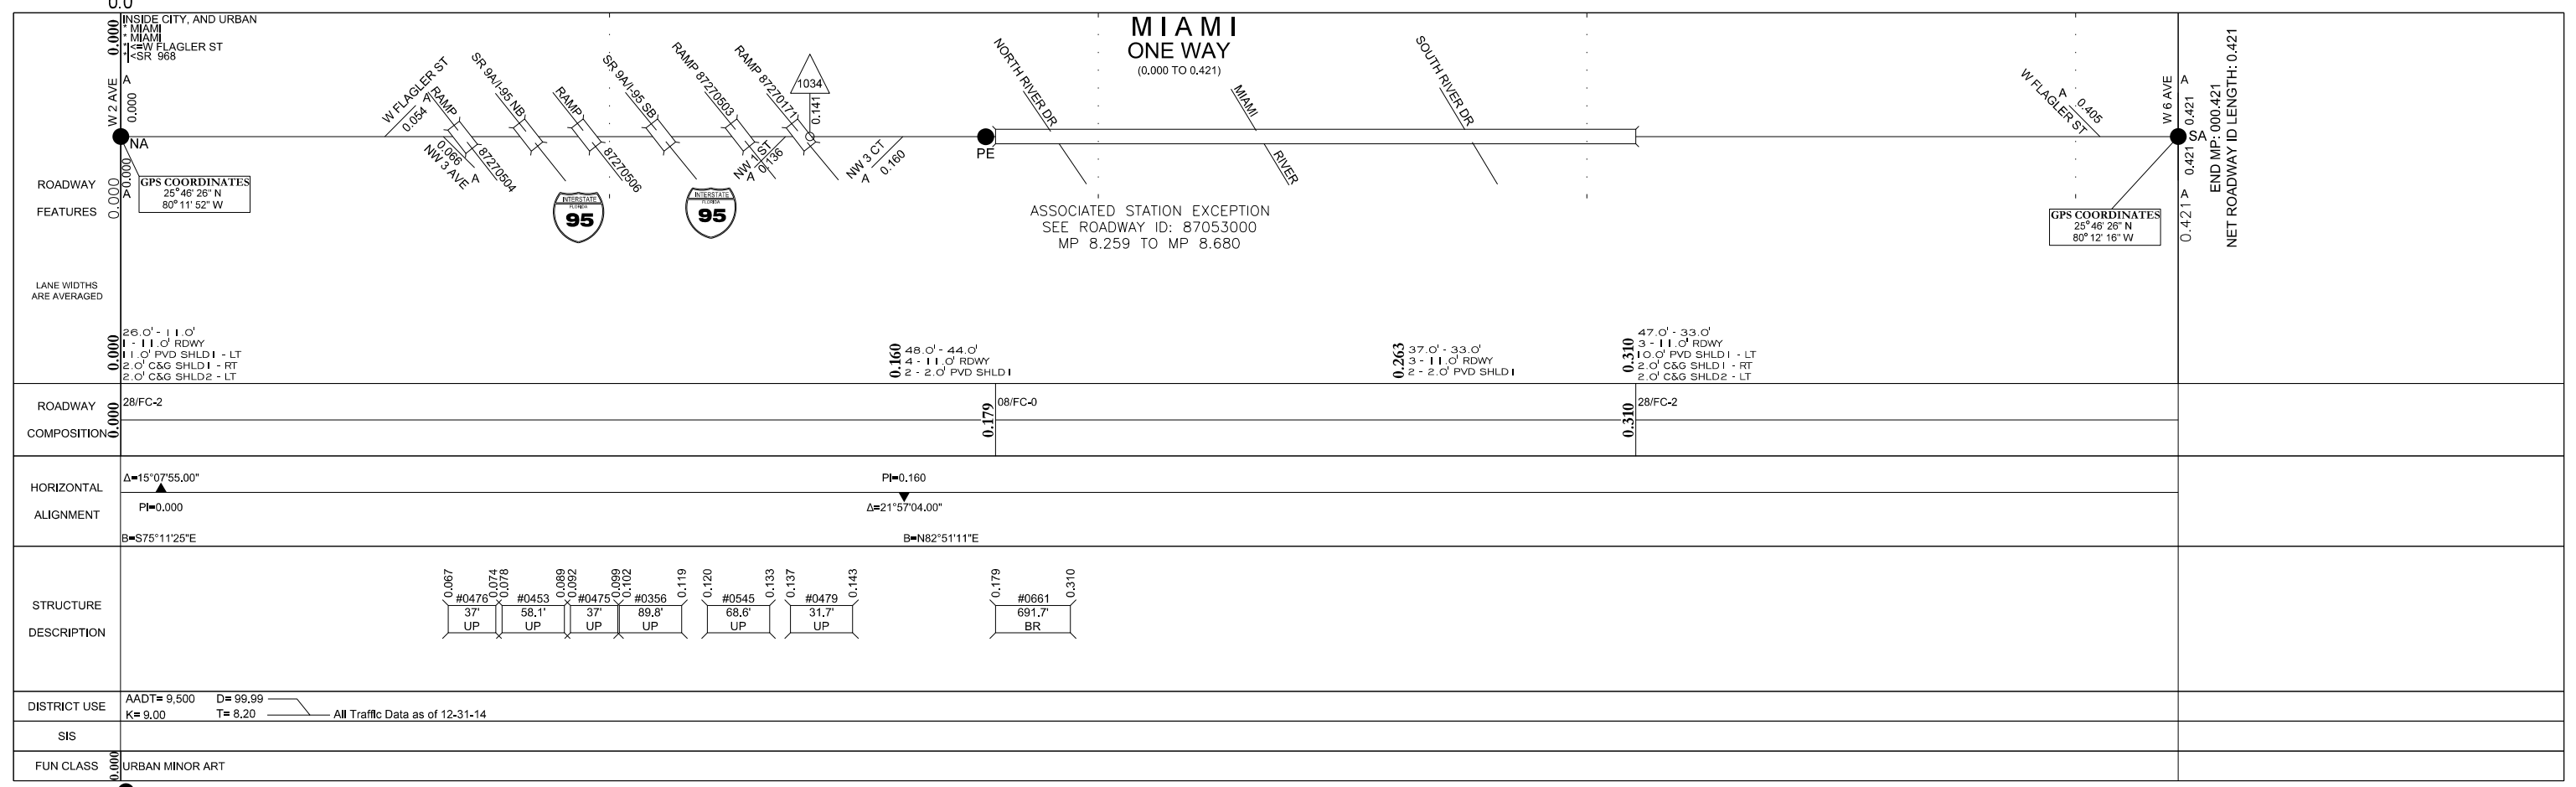 0.0
0.000
INSIDE CITY, AND URBAN
* MIAMI
* MIAMI
* <=W FLAGLER ST
* <SR 968
MIAMI
ONE WAY
(0.000 TO 0.421)
W 2 AVE
A
0.000
NA
0.000
A
0.000
GPS COORDINATES
25°46' 26" N
80°11' 52" W
W FLAGLER ST
0.054 A
RAMP
87270504
0.066
NW 3 AVE A
SR 9A/I-95 NB
INTERSTATE
FLORIDA
95
RAMP
87270506
SR 9A/I-95 SB
INTERSTATE
FLORIDA
95
RAMP 87270503
RAMP 87270171
NW 1 ST
A 0.136
1034
0.141
NW 3 CT
A 0.160
PE
NORTH RIVER DR
MIAMI
RIVER
SOUTH RIVER DR
ASSOCIATED STATION EXCEPTION
SEE ROADWAY ID: 87053000
MP 8.259 TO MP 8.680
A 0.405
W FLAGLER ST
W 6 AVE
A
0.421
SA
0.421
A
0.421
GPS COORDINATES
25°46' 26" N
80°12' 16" W
END MP: 000.421
NET ROADWAY ID LENGTH: 0.421
ROADWAY
FEATURES
LANE WIDTHS
ARE AVERAGED
0.000
26.0' - 11.0'
1 - 11.0' RDWY
11.0' PVD SHLD1 - LT
2.0' C&G SHLD1 - RT
2.0' C&G SHLD2 - LT
0.160
48.0' - 44.0'
4 - 11.0' RDWY
2 - 2.0' PVD SHLD1
0.263
37.0' - 33.0'
3 - 11.0' RDWY
2 - 2.0' PVD SHLD1
0.310
47.0' - 33.0'
3 - 11.0' RDWY
10.0' PVD SHLD1 - LT
2.0' C&G SHLD1 - RT
2.0' C&G SHLD2 - LT
ROADWAY
COMPOSITION
0.000
28/FC-2
0.179
08/FC-0
0.310
28/FC-2
HORIZONTAL
ALIGNMENT
Δ=15°07'55.00"
PI=0.000
B=S75°11'25"E
PI=0.160
Δ=21°57'04.00"
B=N82°51'11"E
STRUCTURE
DESCRIPTION
0.067 0.074
#0476
37'
UP
0.078 0.089
#0453
58.1'
UP
0.092 0.099
#0475
37'
UP
0.102 0.119
#0356
89.8'
UP
0.120 0.133
#0545
68.6'
UP
0.137 0.143
#0479
31.7'
UP
0.179 0.310
#0661
691.7'
BR
DISTRICT USE
AADT= 9,500 D= 99.99
K= 9.00 T= 8.20
All Traffic Data as of 12-31-14
SIS
FUN CLASS
0.000
URBAN MINOR ART